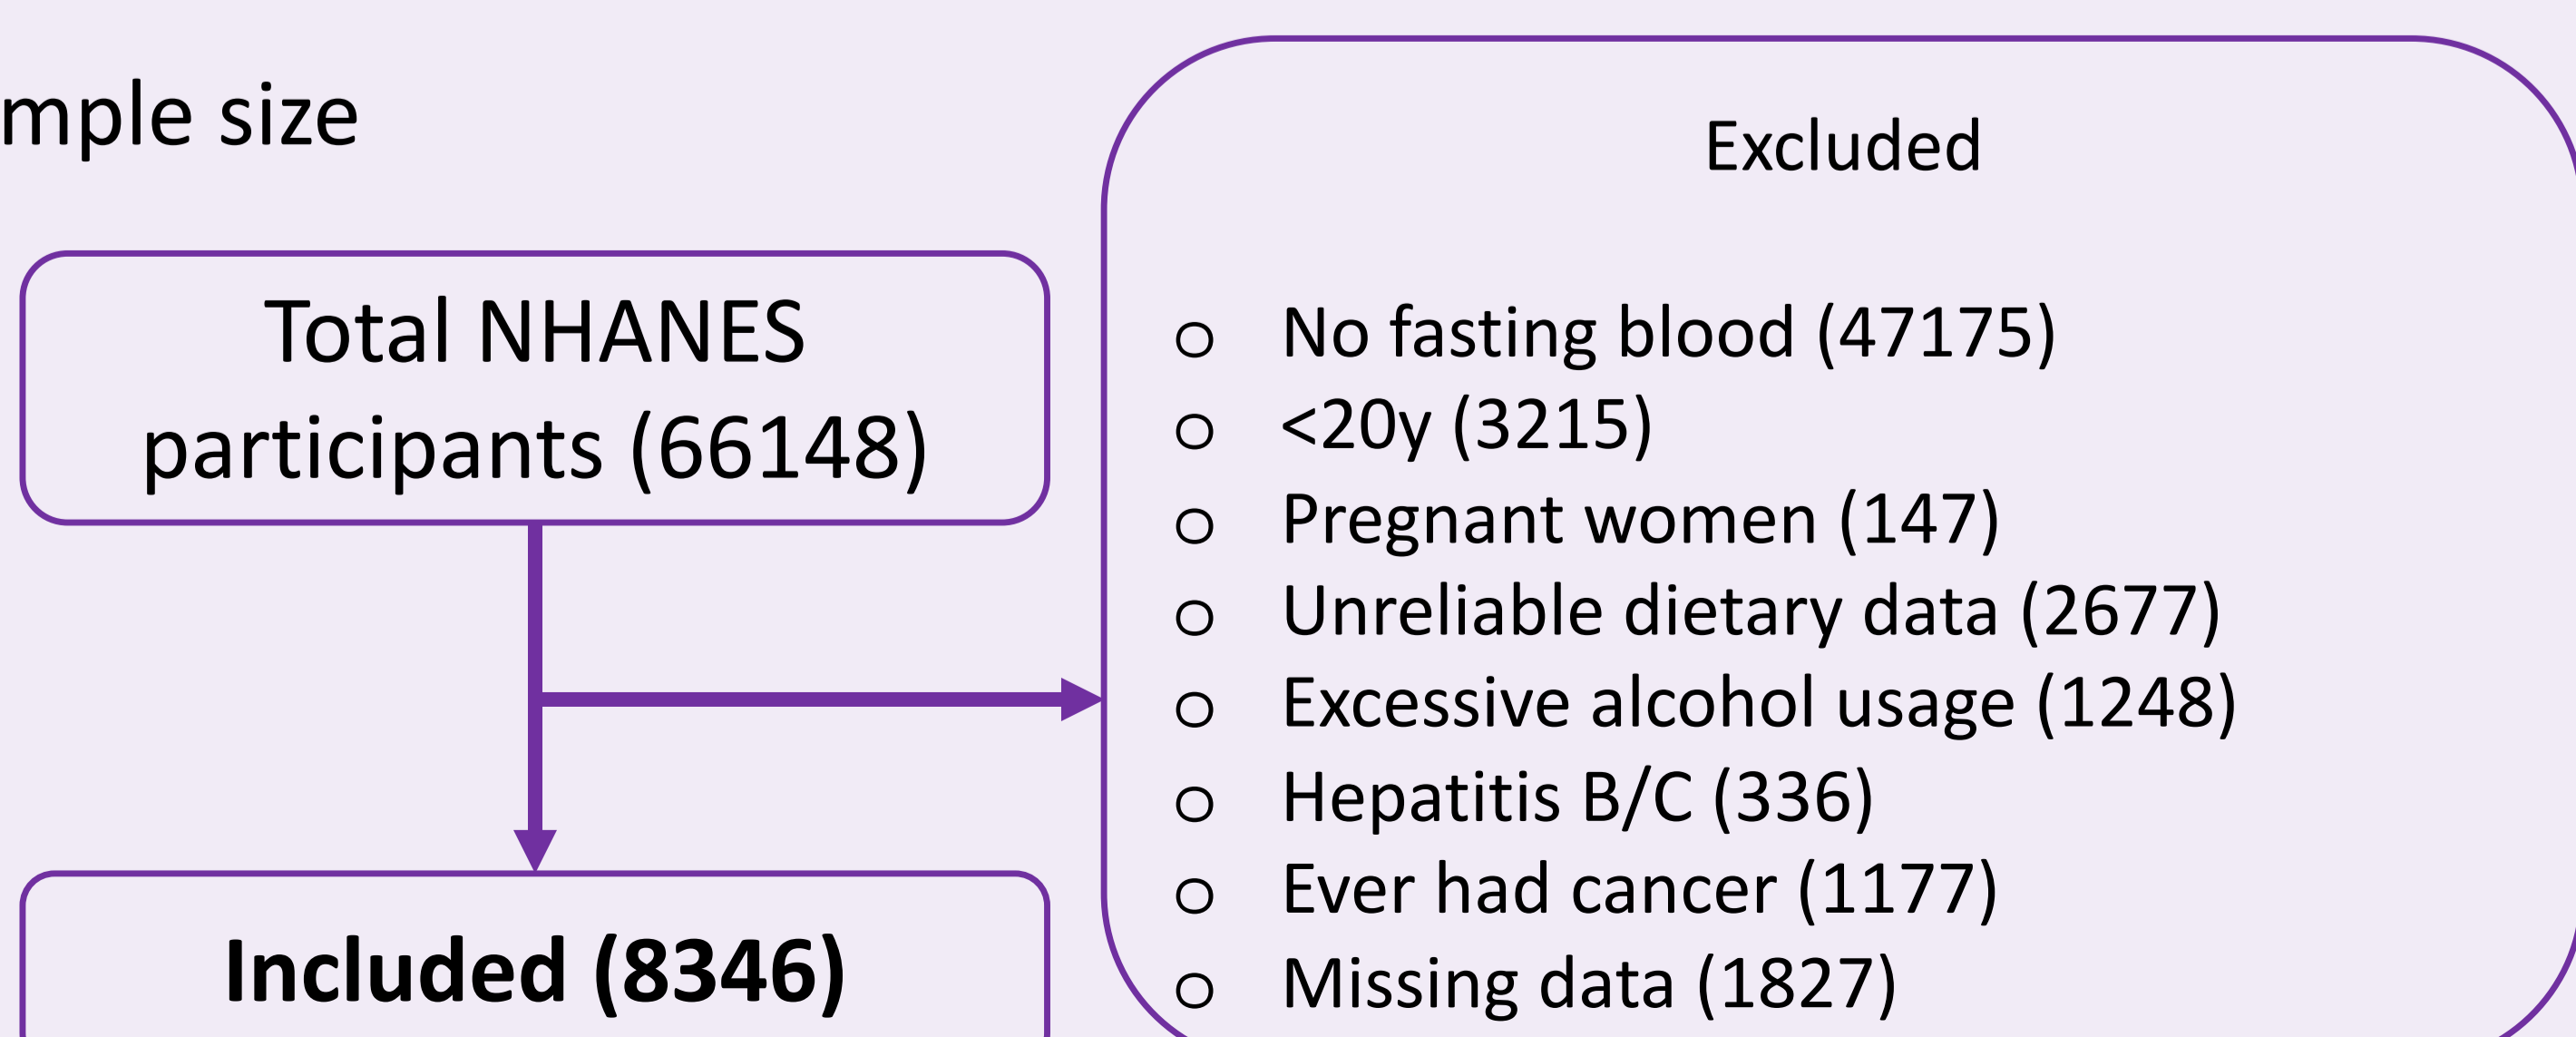 mple size
Total NHANES
participants (66148)
Included (8346)
Excluded
o No fasting blood (47175)
o <20y (3215)
o Pregnant women (147)
o Unreliable dietary data (2677)
o Excessive alcohol usage (1248)
o Hepatitis B/C (336)
o Ever had cancer (1177)
o Missing data (1827)